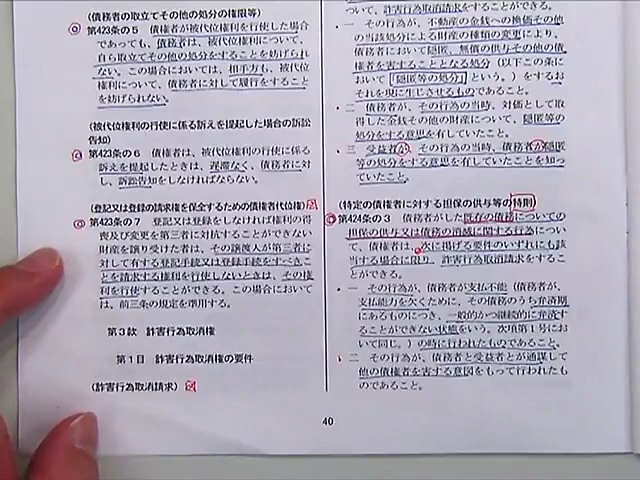 (債務者の取立てその他の処分の権限等)
第423条の5 債権者が被代位権利を行使した場合
であっても、債務者は、被代位権利について、
自ら取立てその他の処分をすることを妨げられ
ない。この場合においては、相手方も、被代位
権利について、債務者に対して履行をすること
を妨げられない。
(被代位権利の行使に係る訴えを提起した場合の訴訟
告知)
第423条の6 債権者は、被代位権利の行使に係る
訴えを提起したときは、遅滞なく、債務者に対
し、訴訟告知をしなければならない。
(登記又は登録の請求権を保全するための債権者代位権)
第423条の7 登記又は登録をしなければ権利の得
喪及び変更を第三者に対抗することができない
財産を譲り受けた者は、その譲渡人が第三者に
対して有する登記手続又は登録手続をすべきこ
とを請求する権利を行使しないときは、その権
利を行使することができる。この場合において
は、前三条の規定を準用する。
第3款 詐害行為取消権
第1目 詐害行為取消権の要件
(詐害行為取消請求)
ついて、詐害行為取消請求をすることができる。
一 その行為が、不動産の金銭への換価その他
の当該処分による財産の種類の変更により、
債務者において隠匿、無償の供与その他の債
権者を害することとなる処分(以下この条に
おいて「隠匿等の処分」という。)をするお
それを現に生じさせるものであること。
二 債務者が、その行為の当時、対価として取
得した金銭その他の財産について、隠匿等の
処分をする意思を有していたこと。
三 受益者が、その行為の当時、債務者が隠匿
等の処分をする意思を有していたことを知っ
ていたこと。
(特定の債権者に対する担保の供与等の特則)
第424条の3 債務者がした既存の債務についての
担保の供与又は債務の消滅に関する行為につい
て、債権者は、次に掲げる要件のいずれにも該
当する場合に限り、詐害行為取消請求をするこ
とができる。
一 その行為が、債務者が支払不能(債務者が、
支払能力を欠くために、その債務のうち弁済期
にあるものにつき、一般的かつ継続的に弁済す
ることができない状態をいう。次項第1号にお
いて同じ。)の時に行われたものであること。
二 その行為が、債務者と受益者とが通謀して
他の債権者を害する意図をもって行われたも
のであること。
40